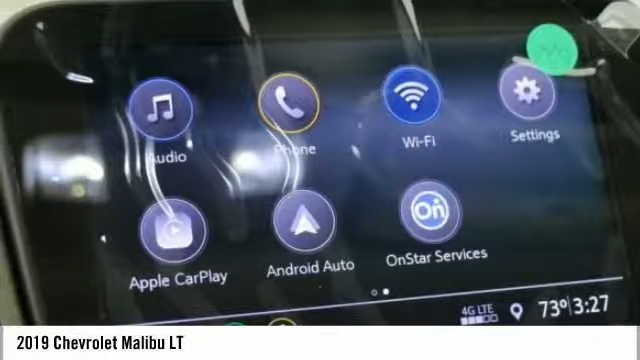 Audio
Phone
Wi-Fi
Settings
Apple CarPlay
Android Auto
On
OnStar Services
4G LTE
73° 3:27
2019 Chevrolet Malibu LT